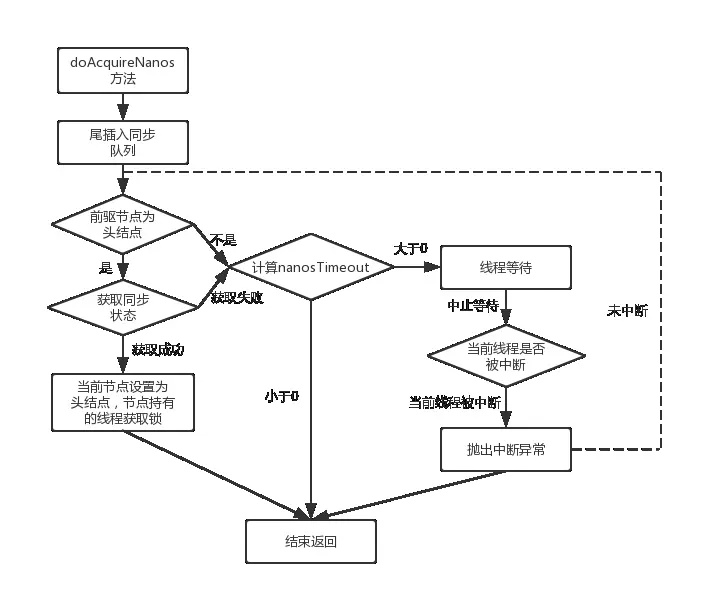 doAcquireNanos
方法
尾插入同步
队列
前驱节点为
头结点
不是
是
计算nanosTimeout
大于0
线程等待
获取同步
状态
获取失败
中止等待
未中断
当前线程是否
被中断
获取成功
当前节点设置为
头结点，节点持有
的线程获取锁
小于0
当前线程被中断
抛出中断异常
结束返回